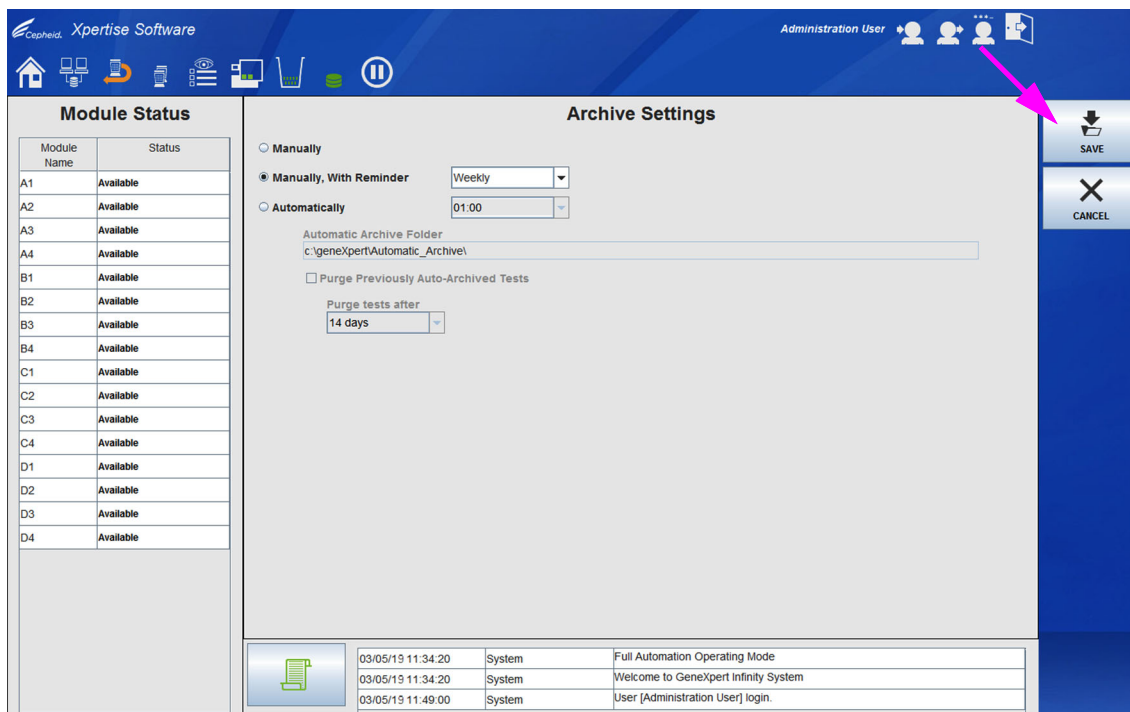 Cepheid. Xpertise Software
Administration User
Module Status
Module Name Status
A1 Available
A2 Available
A3 Available
A4 Available
B1 Available
B2 Available
B3 Available
B4 Available
C1 Available
C2 Available
C3 Available
C4 Available
D1 Available
D2 Available
D3 Available
D4 Available
Archive Settings
Manually
Manually, With Reminder Weekly
Automatically 01:00
Automatic Archive Folder
c:\geneXpert\Automatic_Archive\
Purge Previously Auto-Archived Tests
Purge tests after
14 days
03/05/19 11:34:20 System Full Automation Operating Mode
03/05/19 11:34:20 System Welcome to GeneXpert Infinity System
03/05/19 11:49:00 System User [Administration User] login.
SAVE
CANCEL